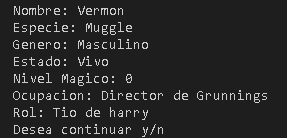 Nombre: Vermon
Especie: Muggle
Genero: Masculino
Estado: Vivo
Nivel Magico: 0
Ocupacion: Director de Grunnings
Rol: Tio de harry
Desea continuar y/n